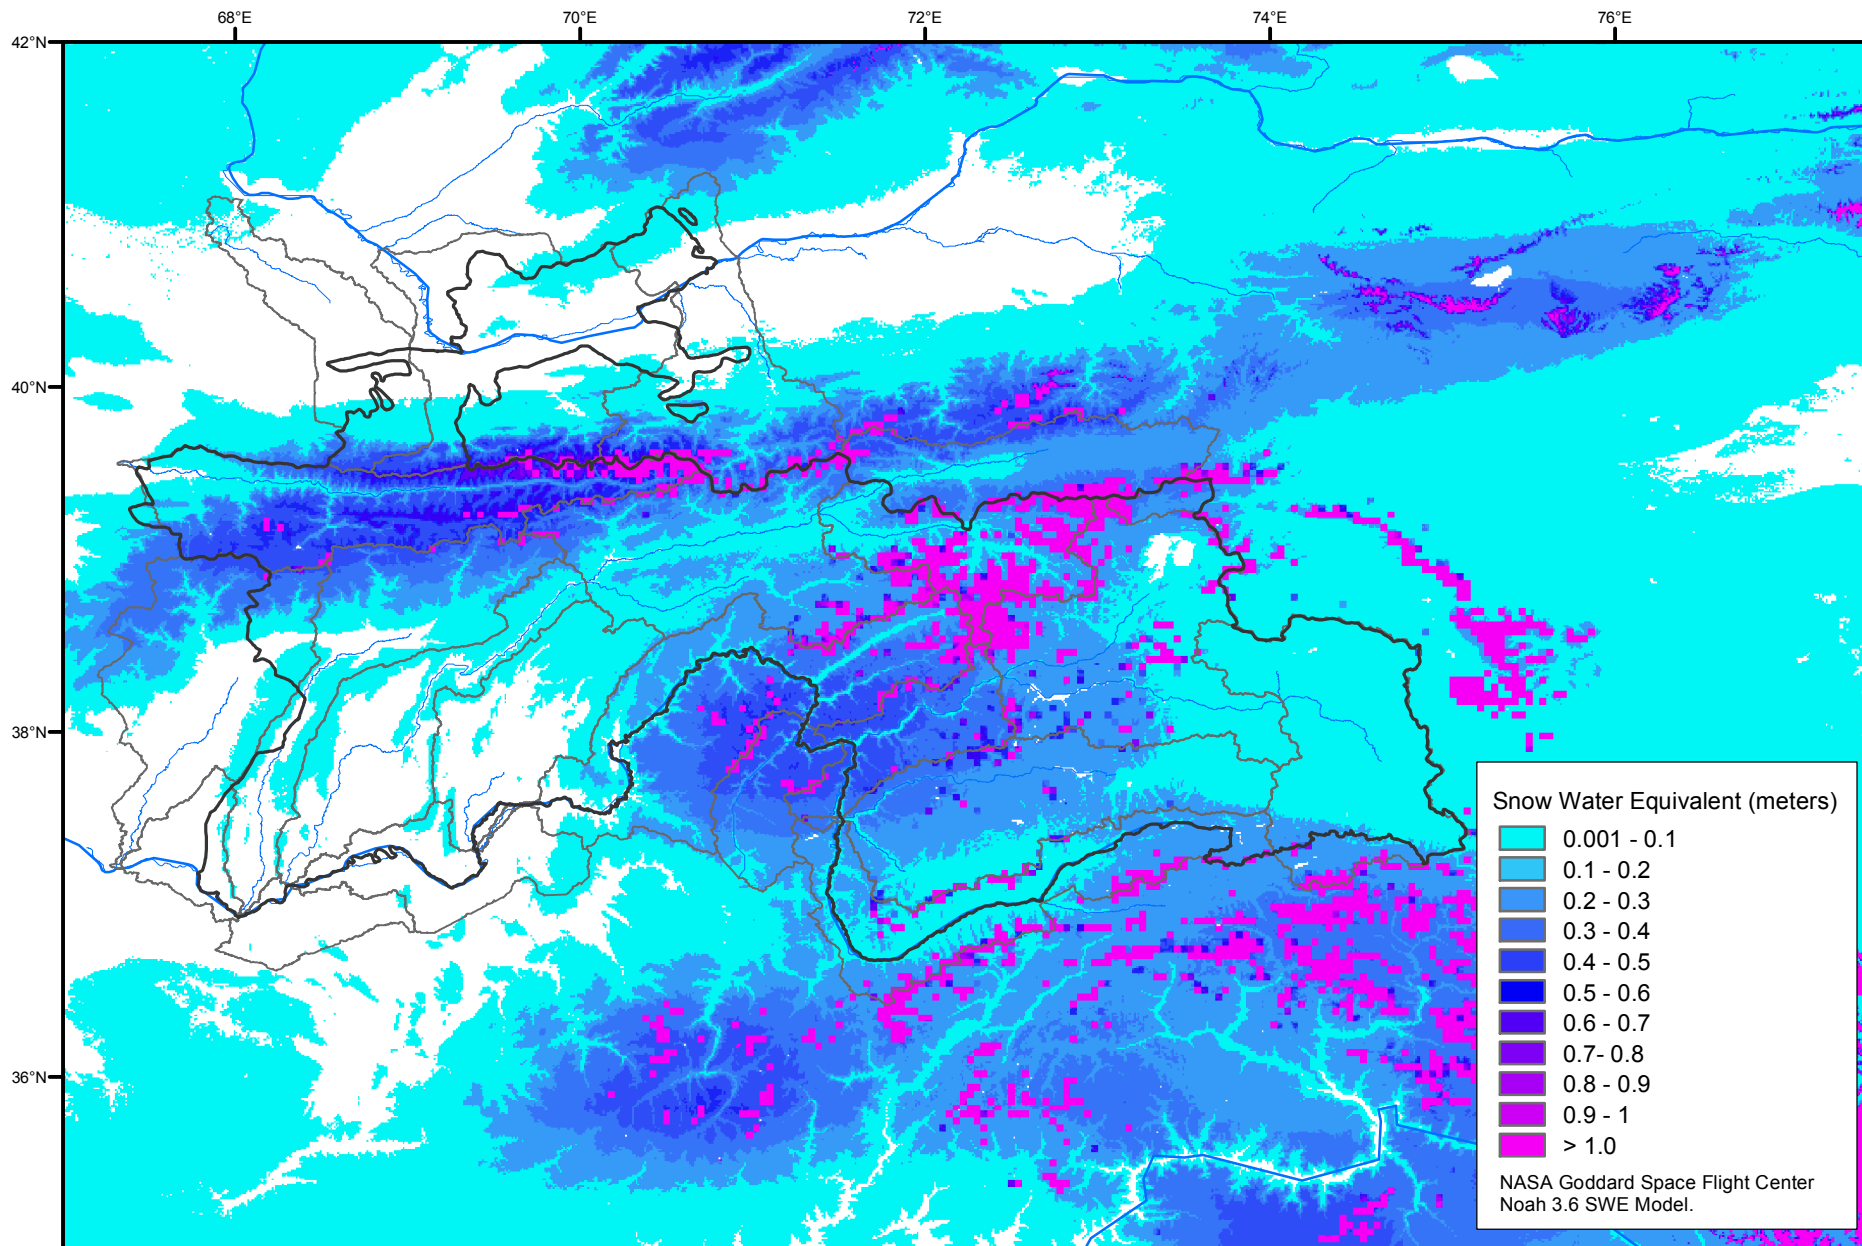 68°E 70°E 72°E 74°E 76°E
42°N
40°N
38°N
36°N
Snow Water Equivalent (meters)
0.001 - 0.1
0.1 - 0.2
0.2 - 0.3
0.3 - 0.4
0.4 - 0.5
0.5 - 0.6
0.6 - 0.7
0.7- 0.8
0.8 - 0.9
0.9 - 1
> 1.0
NASA Goddard Space Flight Center
Noah 3.6 SWE Model.